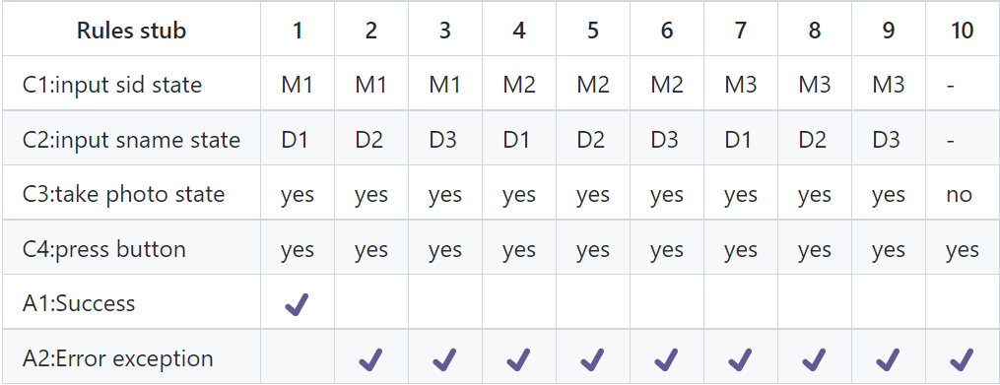 Rules stub 1 2 3 4 5 6 7 8 9 10
C1:input sid state M1 M1 M1 M2 M2 M2 M3 M3 M3 -
C2:input sname state D1 D2 D3 D1 D2 D3 D1 D2 D3 -
C3:take photo state yes yes yes yes yes yes yes yes yes no
C4:press button yes yes yes yes yes yes yes yes yes yes
A1:Success ✔
A2:Error exception ✔ ✔ ✔ ✔ ✔ ✔ ✔ ✔ ✔